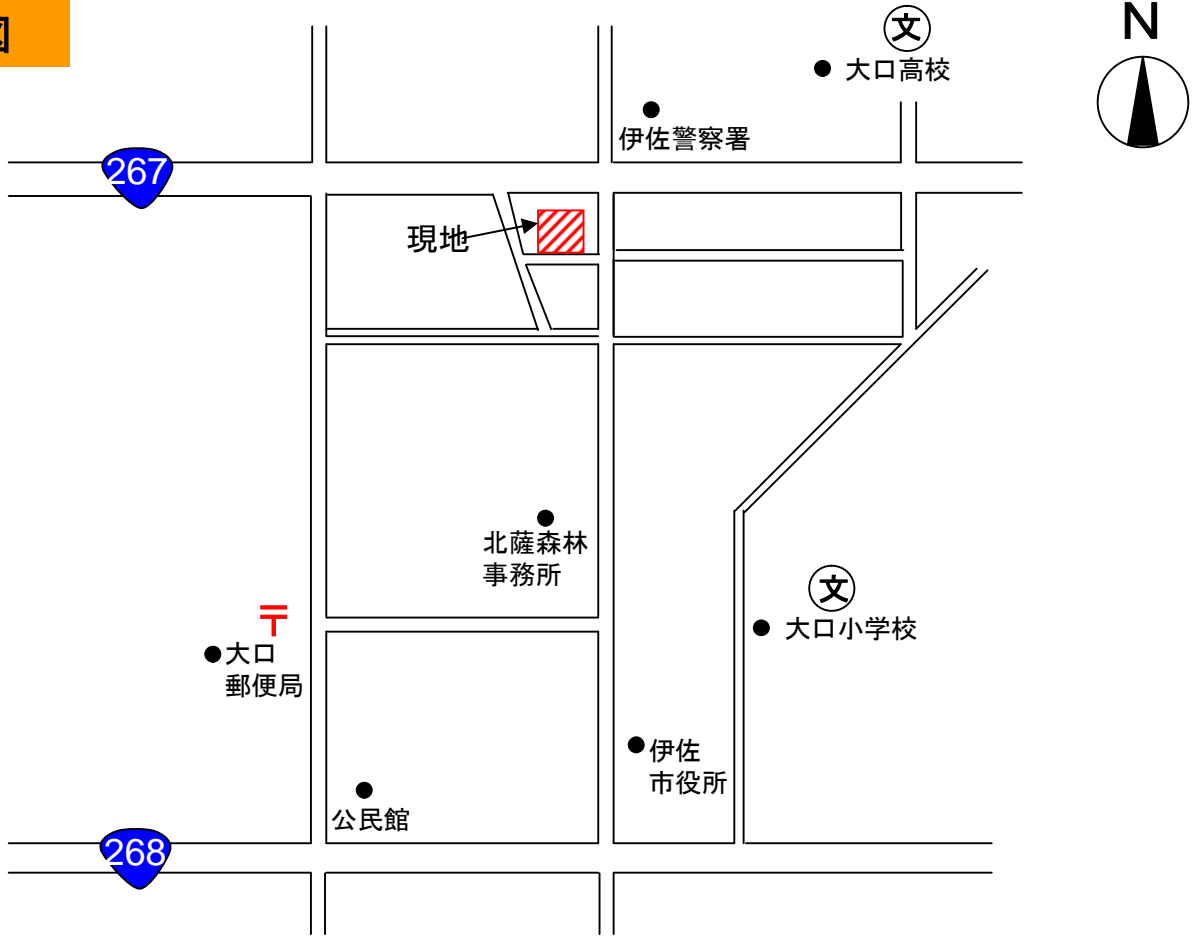 図
文
N
大口高校
伊佐警察署
267
現地
北薩森林
事務所
文
大口小学校
〒
大口
郵便局
伊佐
市役所
公民館
268